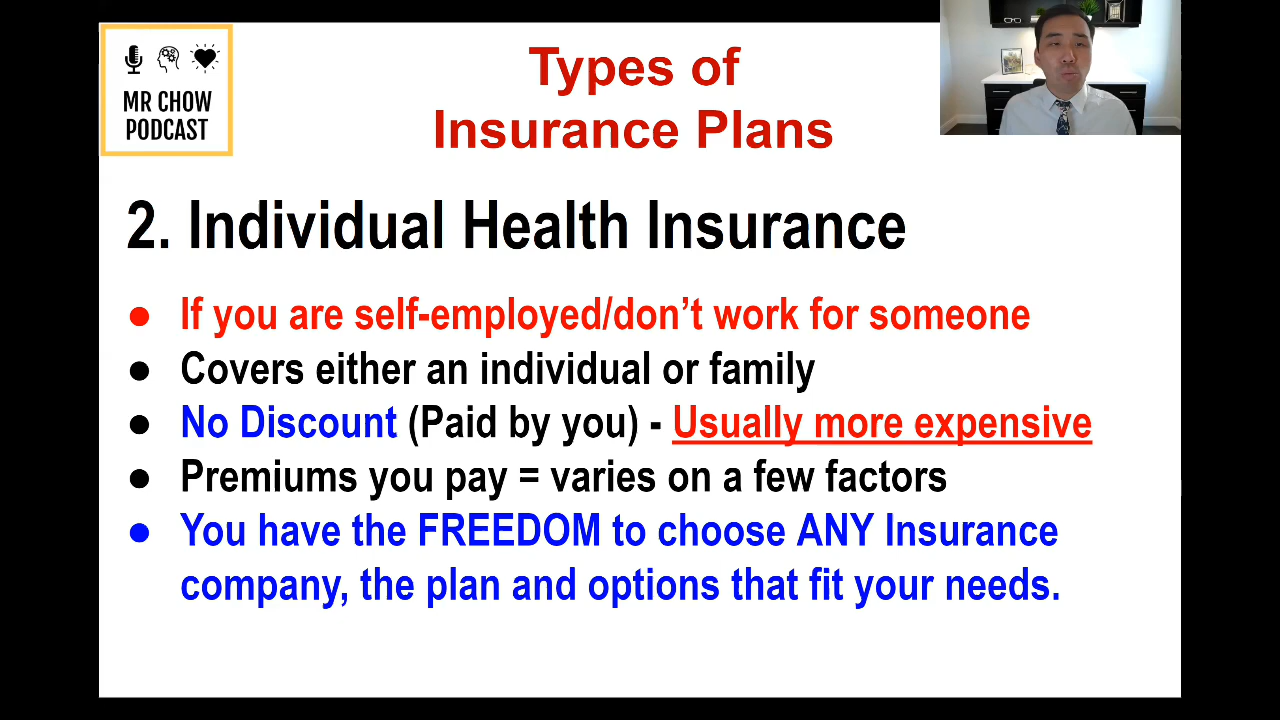 MR CHOW
PODCAST
Types of
Insurance Plans
2. Individual Health Insurance
● If you are self-employed/don’t work for someone
● Covers either an individual or family
● No Discount (Paid by you) - Usually more expensive
● Premiums you pay = varies on a few factors
● You have the FREEDOM to choose ANY Insurance
company, the plan and options that fit your needs.